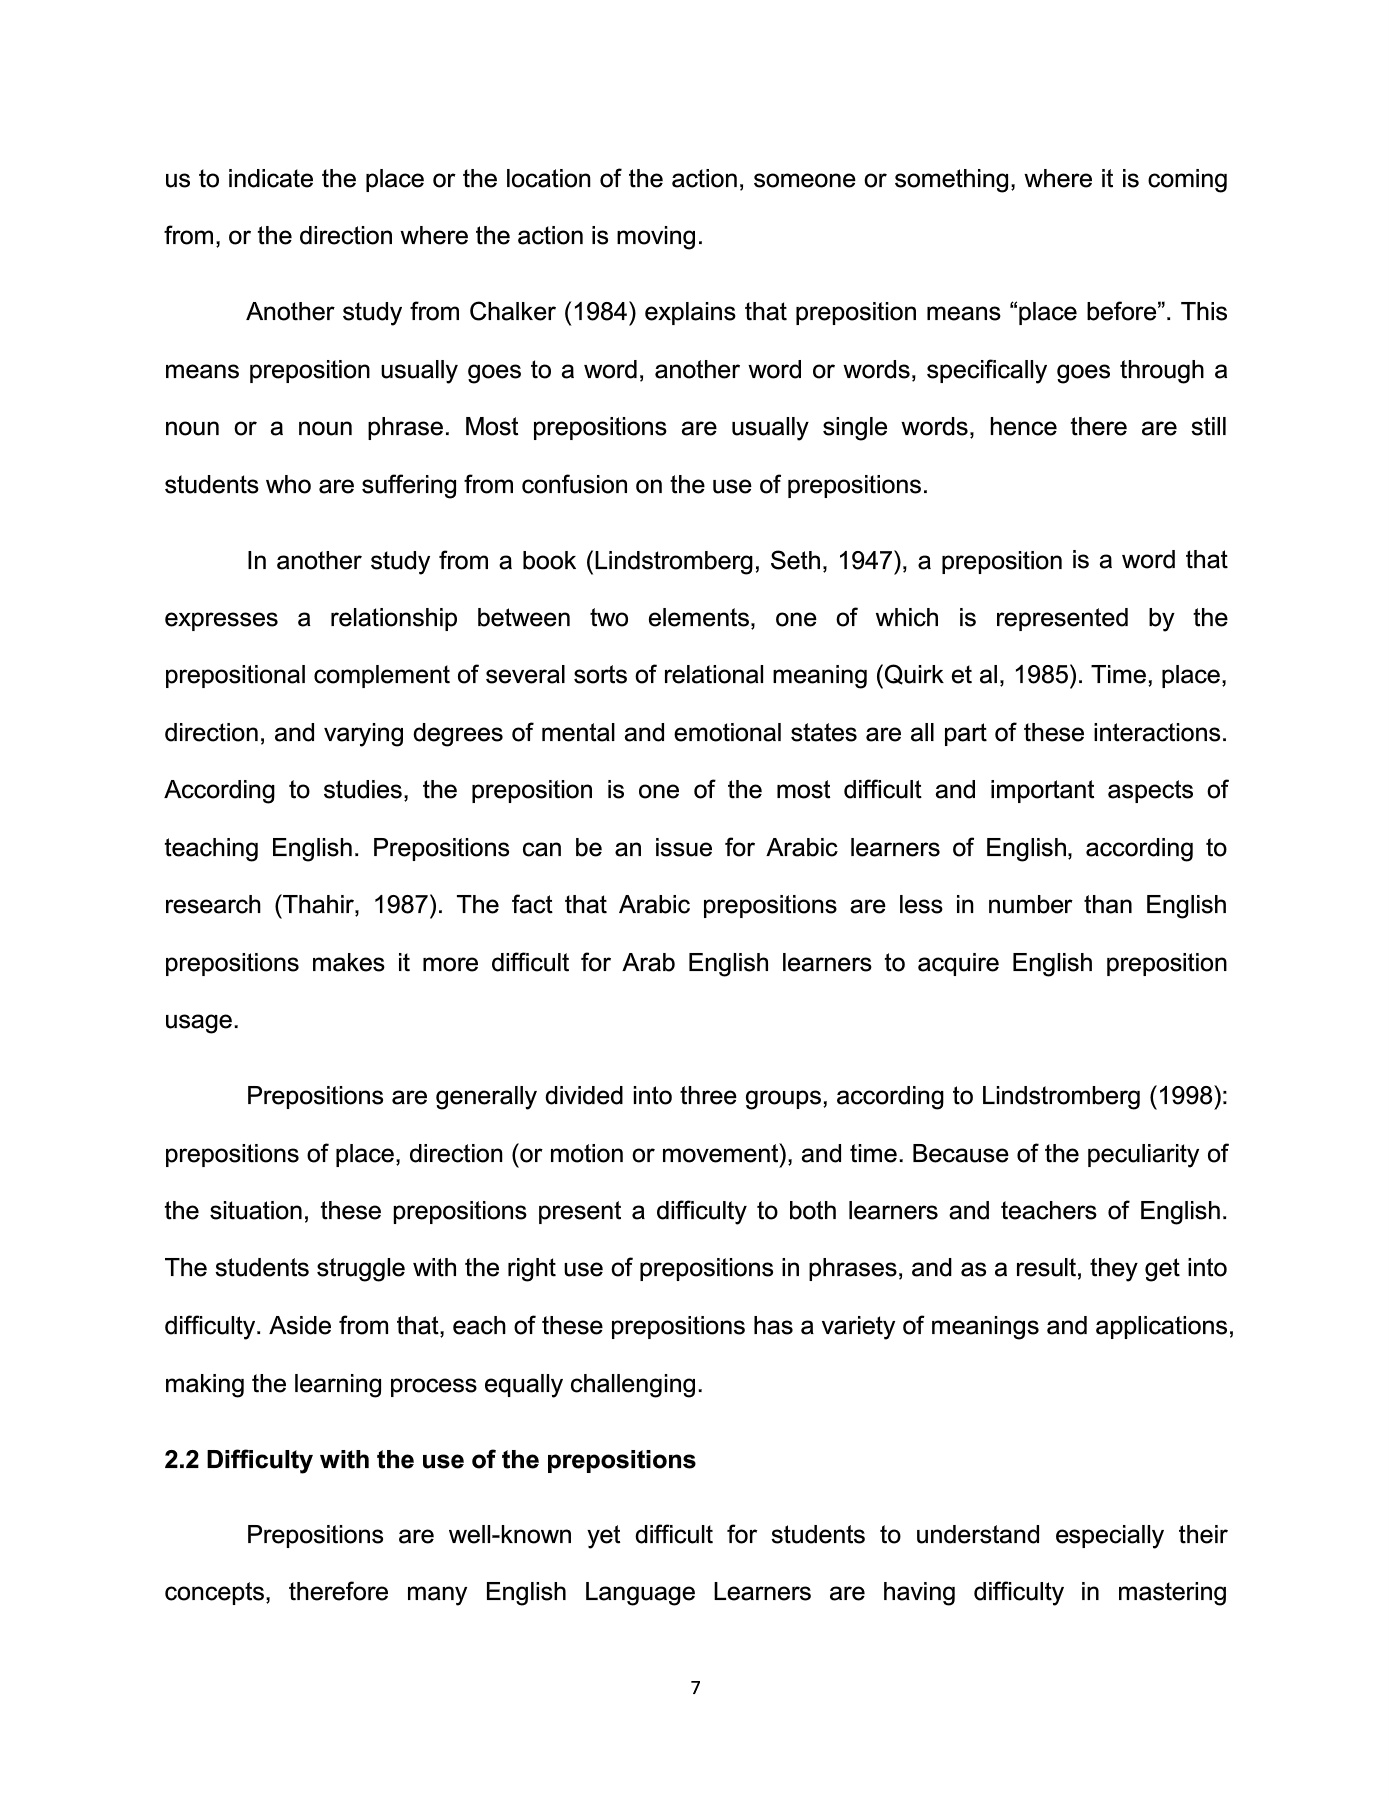 us to indicate the place or the location of the action, someone or something, where it is coming
from, or the direction where the action is moving.
Another study from Chalker (1984) explains that preposition means “place before”. This
means preposition usually goes to a word, another word or words, specifically goes through a
noun or a noun phrase. Most prepositions are usually single words, hence there are still
students who are suffering from confusion on the use of prepositions.
In another study from a book (Lindstromberg, Seth, 1947), a preposition is a word that
expresses a relationship between two elements, one of which is represented by the
prepositional complement of several sorts of relational meaning (Quirk et al, 1985). Time, place,
direction, and varying degrees of mental and emotional states are all part of these interactions.
According to studies, the preposition is one of the most difficult and important aspects of
teaching English. Prepositions can be an issue for Arabic learners of English, according to
research (Thahir, 1987). The fact that Arabic prepositions are less in number than English
prepositions makes it more difficult for Arab English learners to acquire English preposition
usage.
Prepositions are generally divided into three groups, according to Lindstromberg (1998):
prepositions of place, direction (or motion or movement), and time. Because of the peculiarity of
the situation, these prepositions present a difficulty to both learners and teachers of English.
The students struggle with the right use of prepositions in phrases, and as a result, they get into
difficulty. Aside from that, each of these prepositions has a variety of meanings and applications,
making the learning process equally challenging.
2.2 Difficulty with the use of the prepositions
Prepositions are well-known yet difficult for students to understand especially their
concepts, therefore many English Language Learners are having difficulty in mastering
7